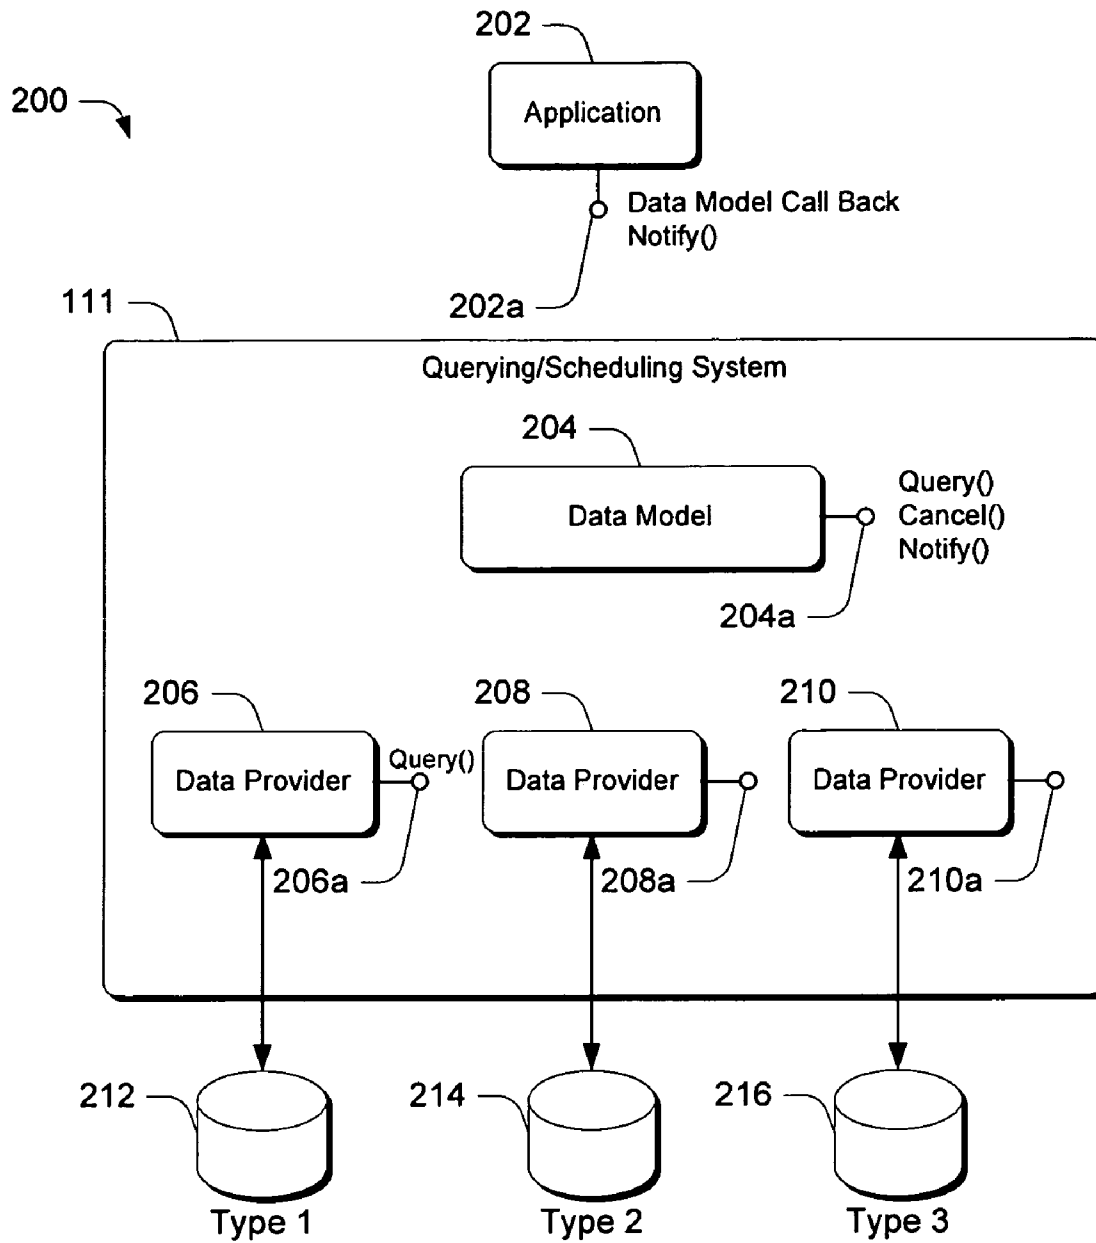 202
200
Application
Data Model Call Back
Notify()
202a
111
Querying/Scheduling System
204
Data Model
Query()
Cancel()
Notify()
204a
206
208
210
Data Provider
Query()
Data Provider
Data Provider
206a
208a
210a
212
214
216
Type 1
Type 2
Type 3